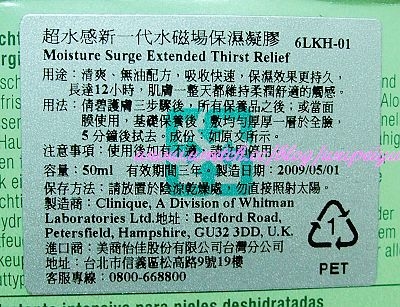 超水感新一代水磁場保濕凝膠 6LKH-01
Moisture Surge Extended Thirst Relief
用途：清爽、無油配方，吸收快速，保濕效果更持久，
長達12小時，肌膚一整天都維持柔潤舒適的觸感。
用法：倩碧護膚三步驟後，所有保養品之後；或當面
膜使用，基礎保養後，敷均勻厚厚一層於全臉，
5 分鐘後拭去。成份：如原文所示。
注意事項：使用後如有不適，請立即停用
容量：50ml 有效期間三年 製造日期：2009/05/01
保存方法：請放置於陰涼乾燥處，勿直接照射太陽。
製造商：Clinique, A Division of Whitman
Laboratories Ltd. 地址：Bedford Road,
Petersfield, Hampshire, GU32 3DD, U.K.
進口商：美商怡佳股份有限公司台灣分公司
地址：台北市信義區松高路9號19樓
客服專線：0800-668800
1
PET
hidratante intensiva para pieles deshidratadas